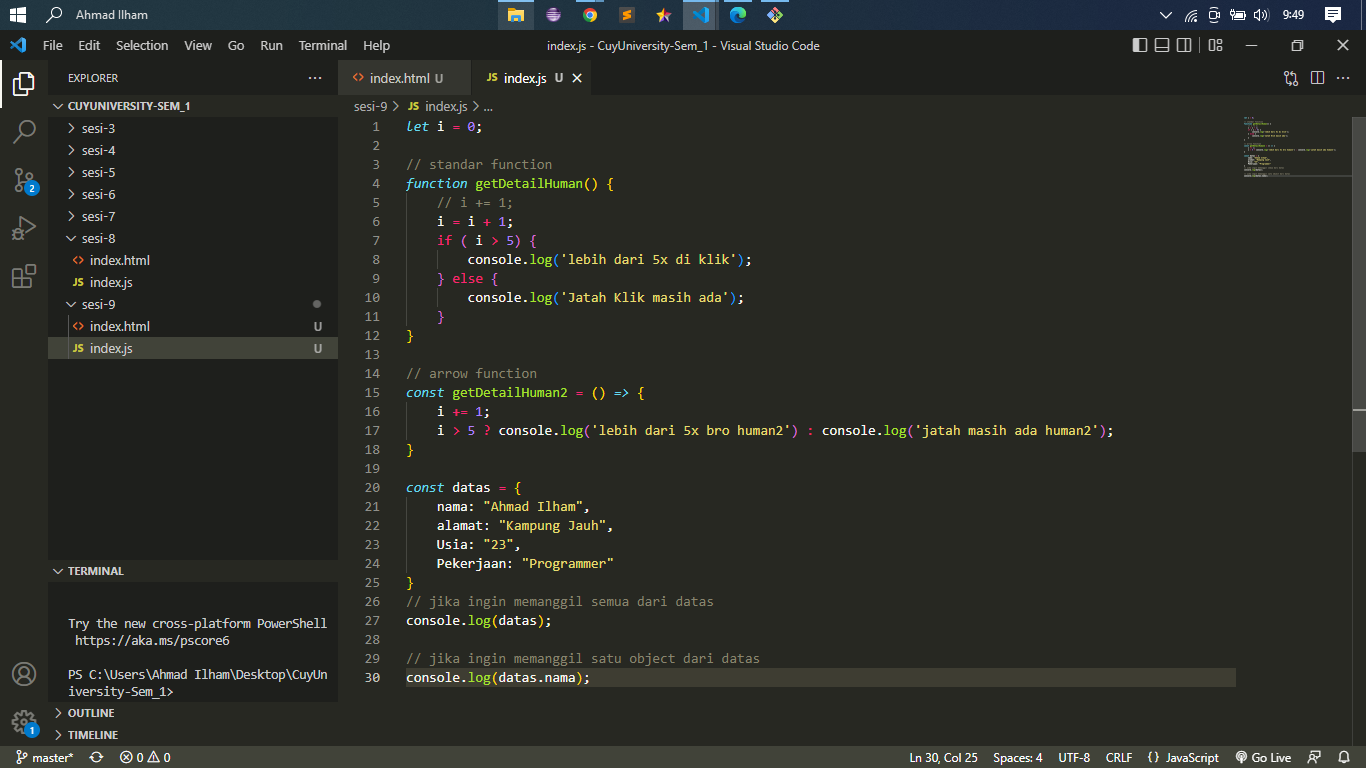 Ahmad Ilham
9:49
File Edit Selection View Go Run Terminal Help
index.js - CuyUniversity-Sem_1 - Visual Studio Code
EXPLORER
CUYUNIVERSITY-SEM_1
sesi-3
sesi-4
sesi-5
sesi-6
sesi-7
sesi-8
<> index.html
JS index.js
sesi-9
<> index.html U
JS index.js U
TERMINAL
Try the new cross-platform PowerShell
https://aka.ms/pscore6
PS C:\Users\Ahmad Ilham\Desktop\CuyUn
iversity-Sem_1>
OUTLINE
TIMELINE
2
1
<> index.html U
JS index.js U
sesi-9 > JS index.js > ...
1 let i = 0;
2
3 // standar function
4 function getDetailHuman() {
5 // i += 1;
6 i = i + 1;
7 if ( i > 5) {
8 console.log('lebih dari 5x di klik');
9 } else {
10 console.log('Jatah Klik masih ada');
11 }
12 }
13
14 // arrow function
15 const getDetailHuman2 = () => {
16 i += 1;
17 i > 5 ? console.log('lebih dari 5x bro human2') : console.log('jatah masih ada human2');
18 }
19
20 const datas = {
21 nama: "Ahmad Ilham",
22 alamat: "Kampung Jauh",
23 Usia: "23",
24 Pekerjaan: "Programmer"
25 }
26 // jika ingin memanggil semua dari datas
27 console.log(datas);
28
29 // jika ingin memanggil satu object dari datas
30 console.log(datas.nama);
master* 0 0
Ln 30, Col 25 Spaces: 4 UTF-8 CRLF {} JavaScript Go Live